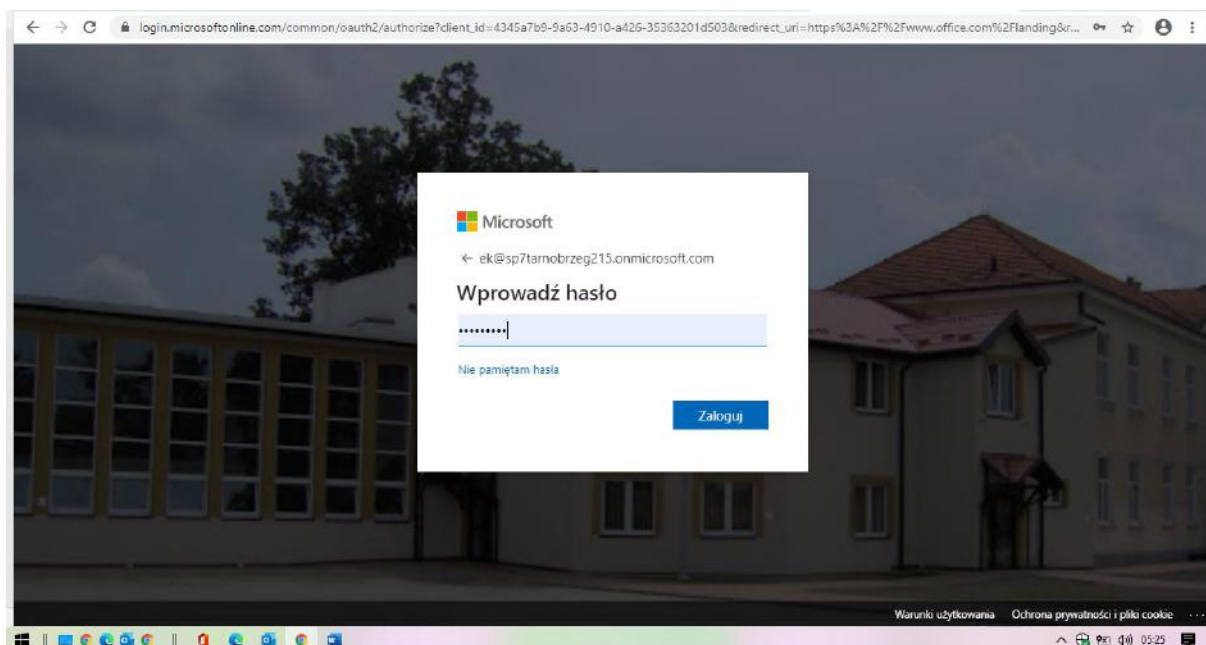 login.microsoftonline.com/common/oauth2/authorize?client_id=4345a7b9-9a63-4910-a426-35363201d503&redirect_uri=https%3A%2F%2Fwww.office.com%2Flanding&r...
Microsoft
← ek@sp7tarnobrzeg215.onmicrosoft.com
Wprowadź hasło
•••••••••
Nie pamiętam hasła
Zaloguj
Warunki użytkowania Ochrona prywatności i pliki cookie ...
05:25